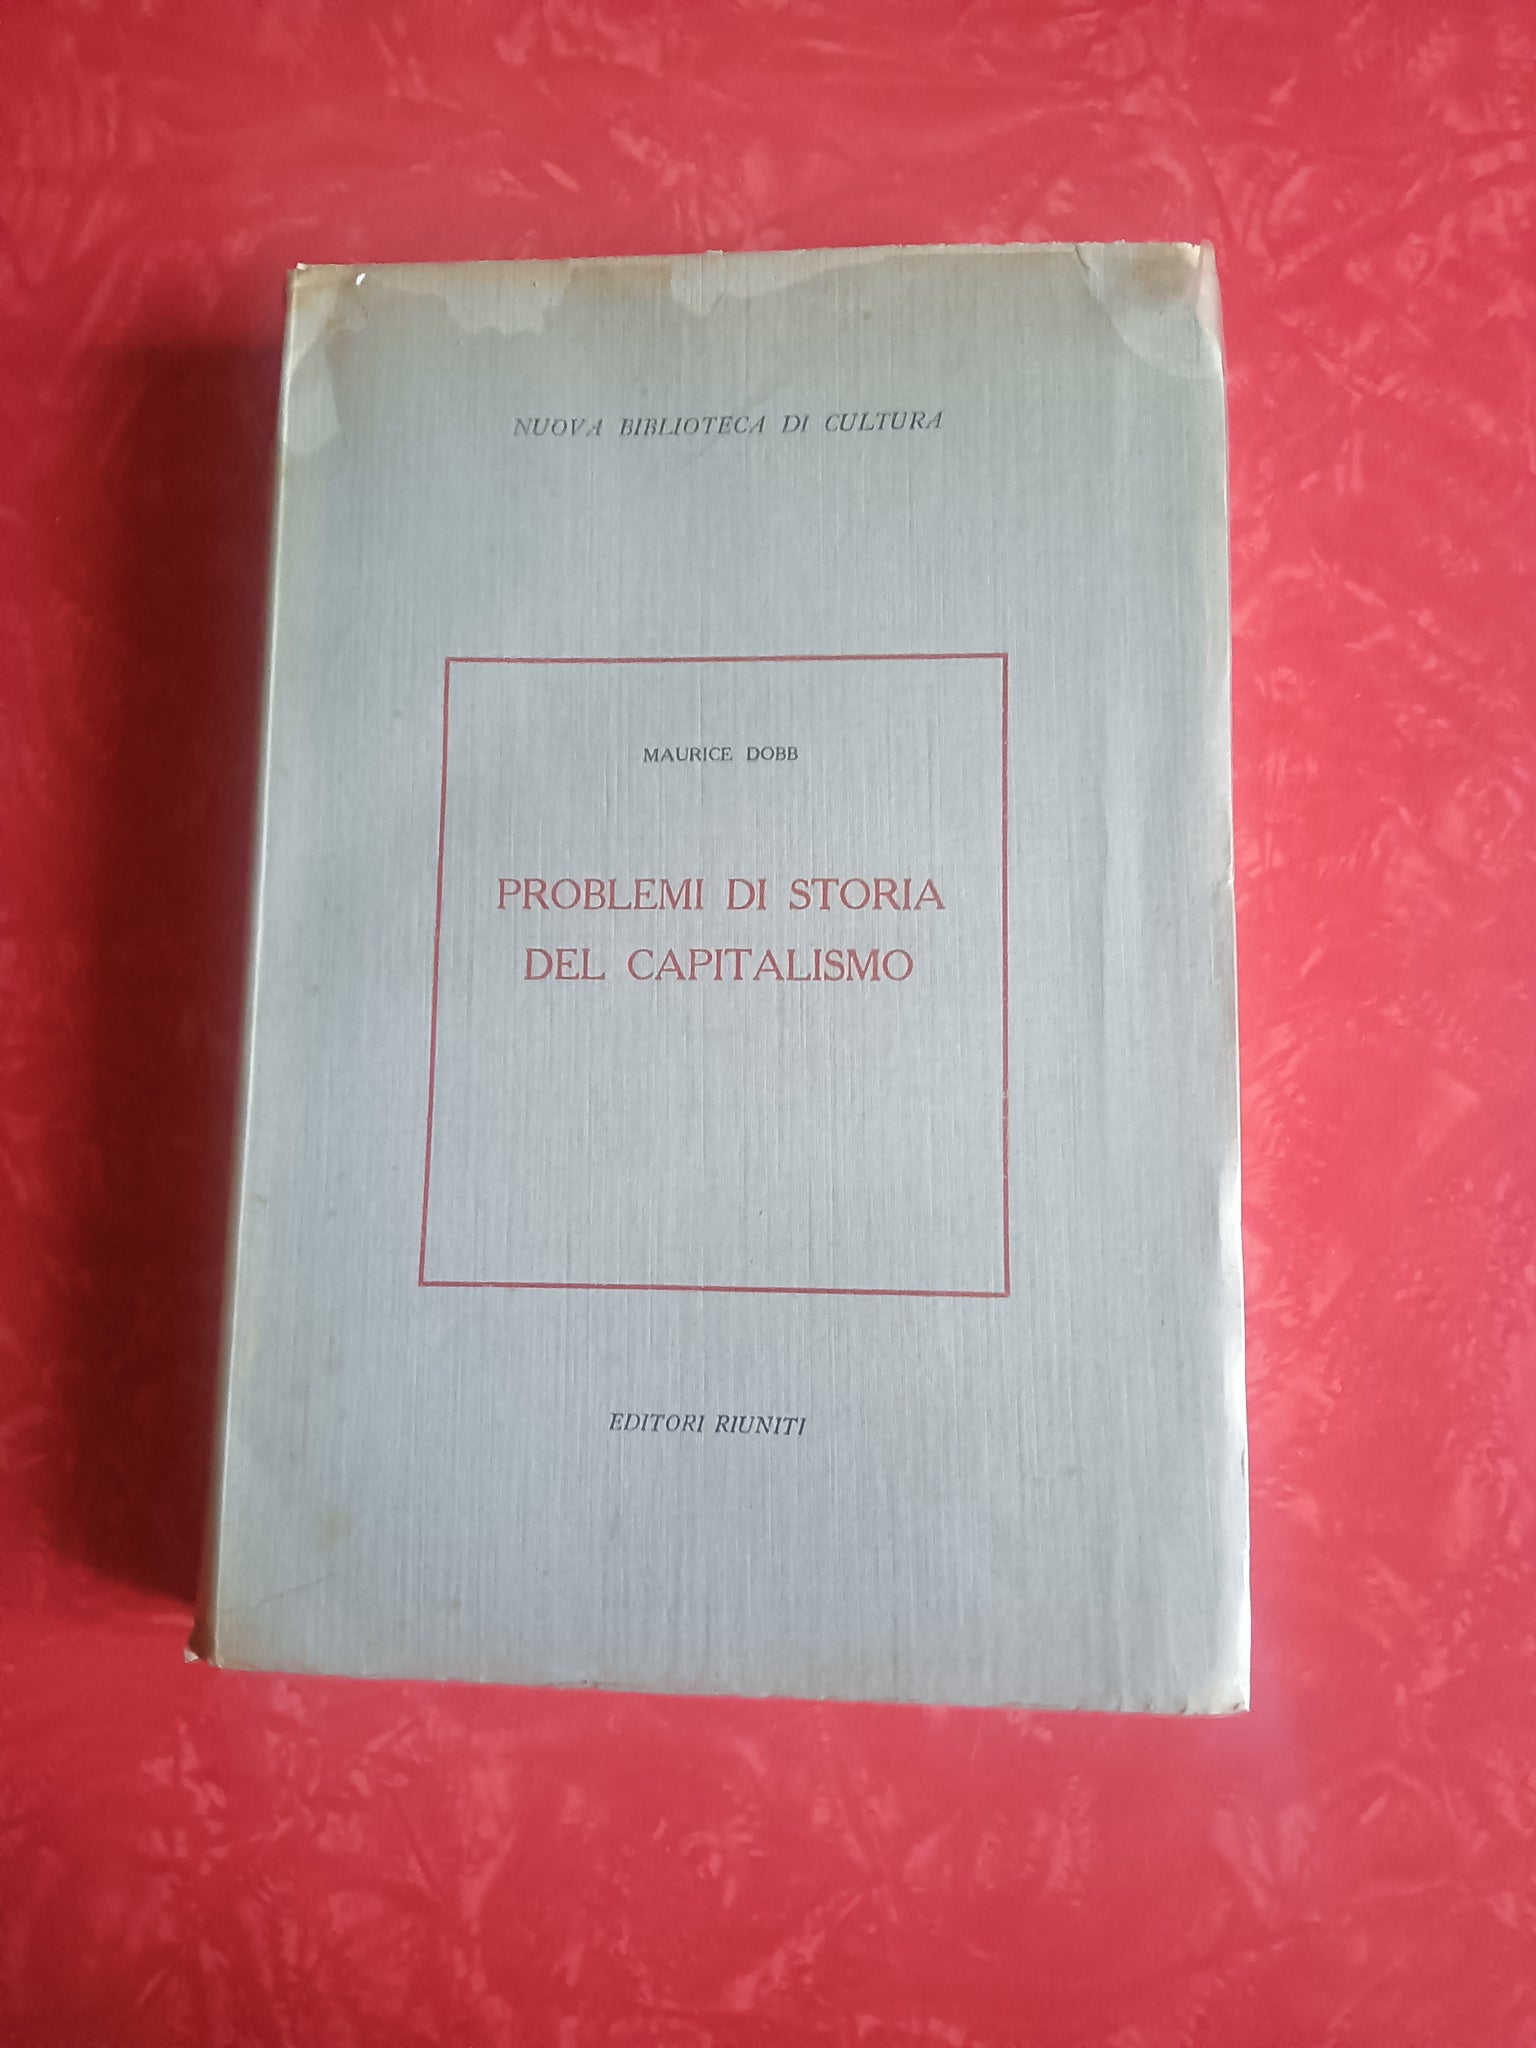 NUOVA BIBLIOTECA DI CULTURA
MAURICE DOBB
PROBLEMI DI STORIA
DEL CAPITALISMO
EDITORI RIUNITI